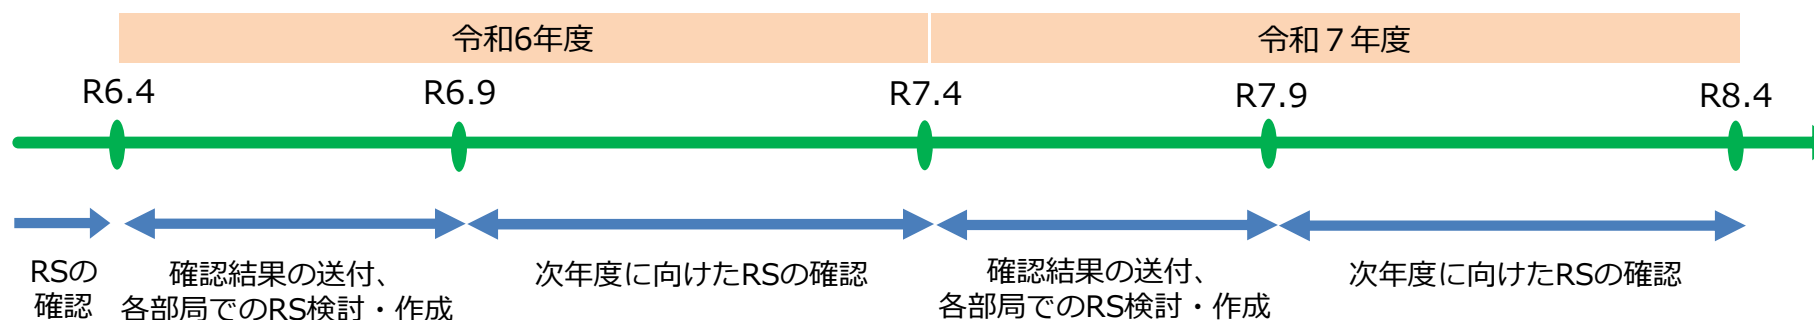 令和6年度
令和７年度
R6.4
R6.9
R7.4
R7.9
R8.4
RSの
確認
確認結果の送付、
各部局でのRS検討・作成
次年度に向けたRSの確認
確認結果の送付、
各部局でのRS検討・作成
次年度に向けたRSの確認